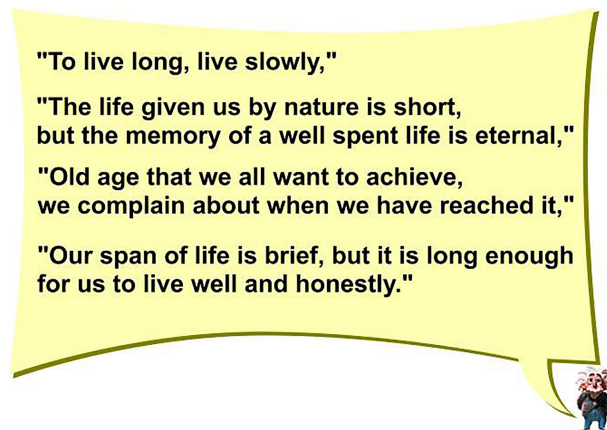 "To live long, live slowly,"
"The life given us by nature is short,
but the memory of a well spent life is eternal,"
"Old age that we all want to achieve,
we complain about when we have reached it,"
"Our span of life is brief, but it is long enough
for us to live well and honestly."